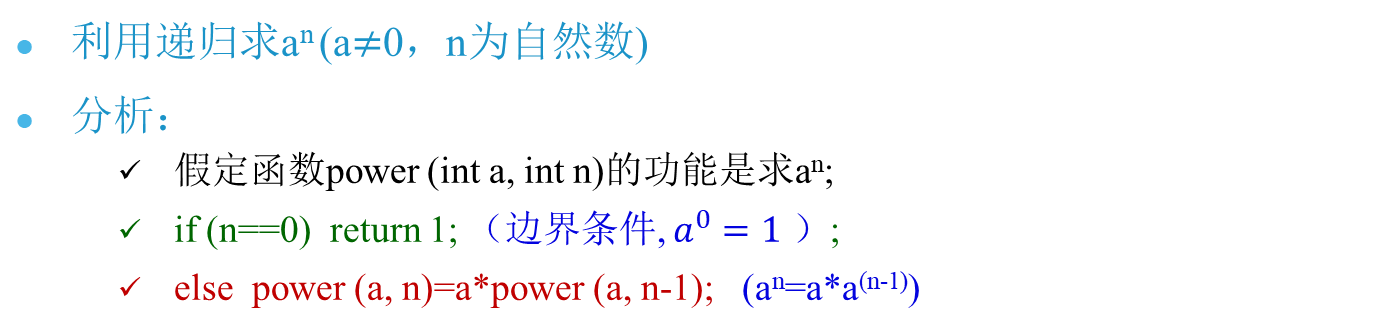 利用递归求aⁿ(a≠0，n为自然数)
分析：
假定函数power (int a, int n)的功能是求aⁿ;
if (n==0) return 1; （边界条件, a⁰ = 1 ）;
else power (a, n)=a*power (a, n-1); (aⁿ=a*a⁽ⁿ⁻¹⁾)